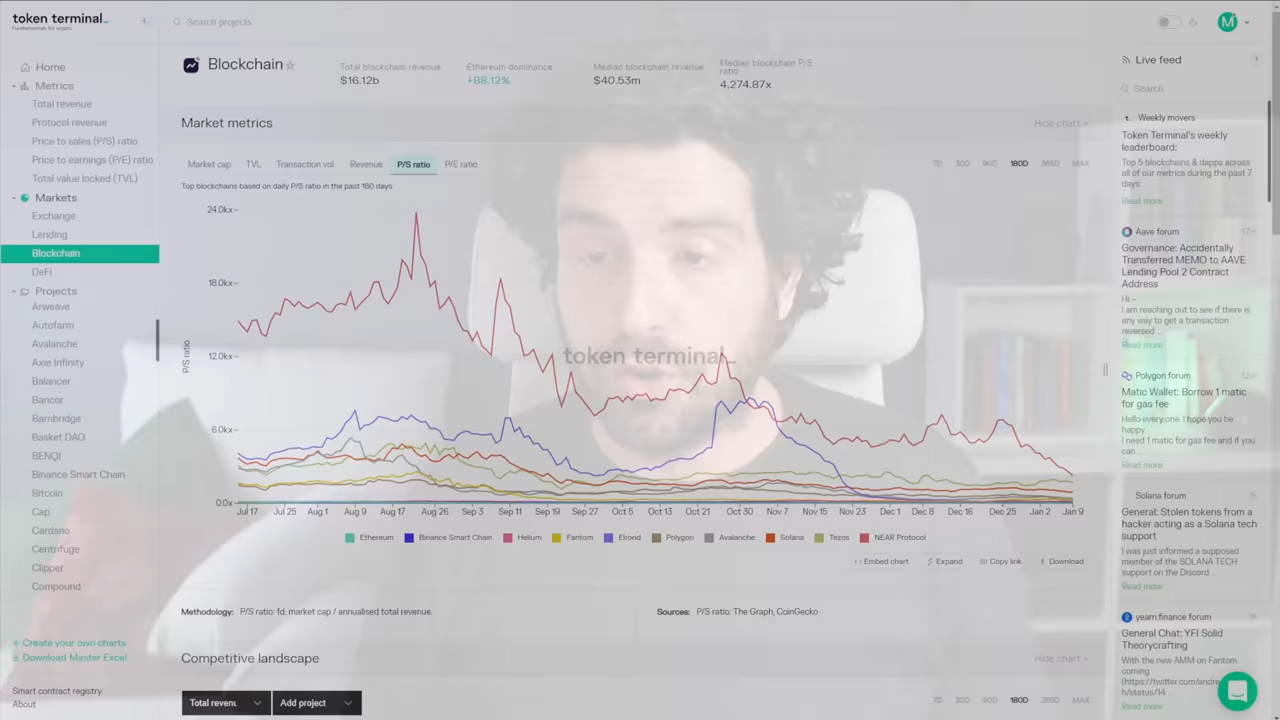 token terminal_
Fundamentals for crypto
Search projects.
M
Home
Metrics
Total revenue
Protocol revenue
Price to sales (P/S) ratio
Price to earnings (P/E) ratio
Total value locked (TVL)
Markets
Exchange
Lending
Blockchain
DeFi
Projects
Arweave
Autofarm
Avalanche
Axie Infinity
Balancer
Bancor
Barnbridge
Basket DAO
BENQI
Binance Smart Chain
Bitcoin
Cap
Cardano
Centrifuge
Clipper
Compound
+ Create your own charts
Download Master Excel
Smart contract registry
About
Blockchain
Total blockchain revenue
$16.12b
Ethereum dominance
+88.12%
Median blockchain revenue
$40.53m
Median blockchain P/S
ratio
4,274.87x
Market metrics
Hide chart
Market cap TVL Transaction vol. Revenue P/S ratio P/E ratio
7D 30D 90D 180D 365D MAX
Top blockchains based on daily P/S ratio in the past 180 days.
24.0kx
18.0kx
12.0kx
6.0kx
0.0x
P/S ratio
token terminal_
Jul 17 Jul 25 Aug 1 Aug 9 Aug 17 Aug 26 Sep 3 Sep 11 Sep 19 Sep 27 Oct 5 Oct 13 Oct 21 Oct 30 Nov 7 Nov 15 Nov 23 Dec 1 Dec 8 Dec 16 Dec 25 Jan 2 Jan 9
Ethereum Binance Smart Chain Helium Fantom Elrond Polygon Avalanche Solana Tezos NEAR Protocol
Embed chart Expand Copy link Download
Methodology: P/S ratio: fd. market cap / annualised total revenue.
Sources: P/S ratio: The Graph, CoinGecko
Competitive landscape
Hide chart
Total revenu
Add project
7D 30D 90D 180D 365D MAX
Live feed
Search
Weekly movers
Token Terminal's weekly
leaderboard:
Top 5 blockchains & dapps across
all of our metrics during the past 7
days:
Read more
Aave forum 17m
Governance: Accidentally
Transferred MEMO to AAVE
Lending Pool 2 Contract
Address
Hi –
I am reaching out to see if there is
any way to get a transaction
reversed ...
Read more
Polygon forum 32m
Matic Wallet: Borrow 1 matic
for gas fee
Hello every one. I hope you be
happy.
I need 1 matic for gas fee and if you
can ...
Read more
Solana forum 1h
General: Stolen tokens from a
hacker acting as a Solana tech
support
I was just informed a supposed
member of the SOLANA TECH
support on the Discord ...
Read more
yearn finance forum
General Chat: YFI Solid
Theorycrafting
With the new AMM on Fantom
coming
(https://twitter.com/andre
h/status/14 ...
Read more